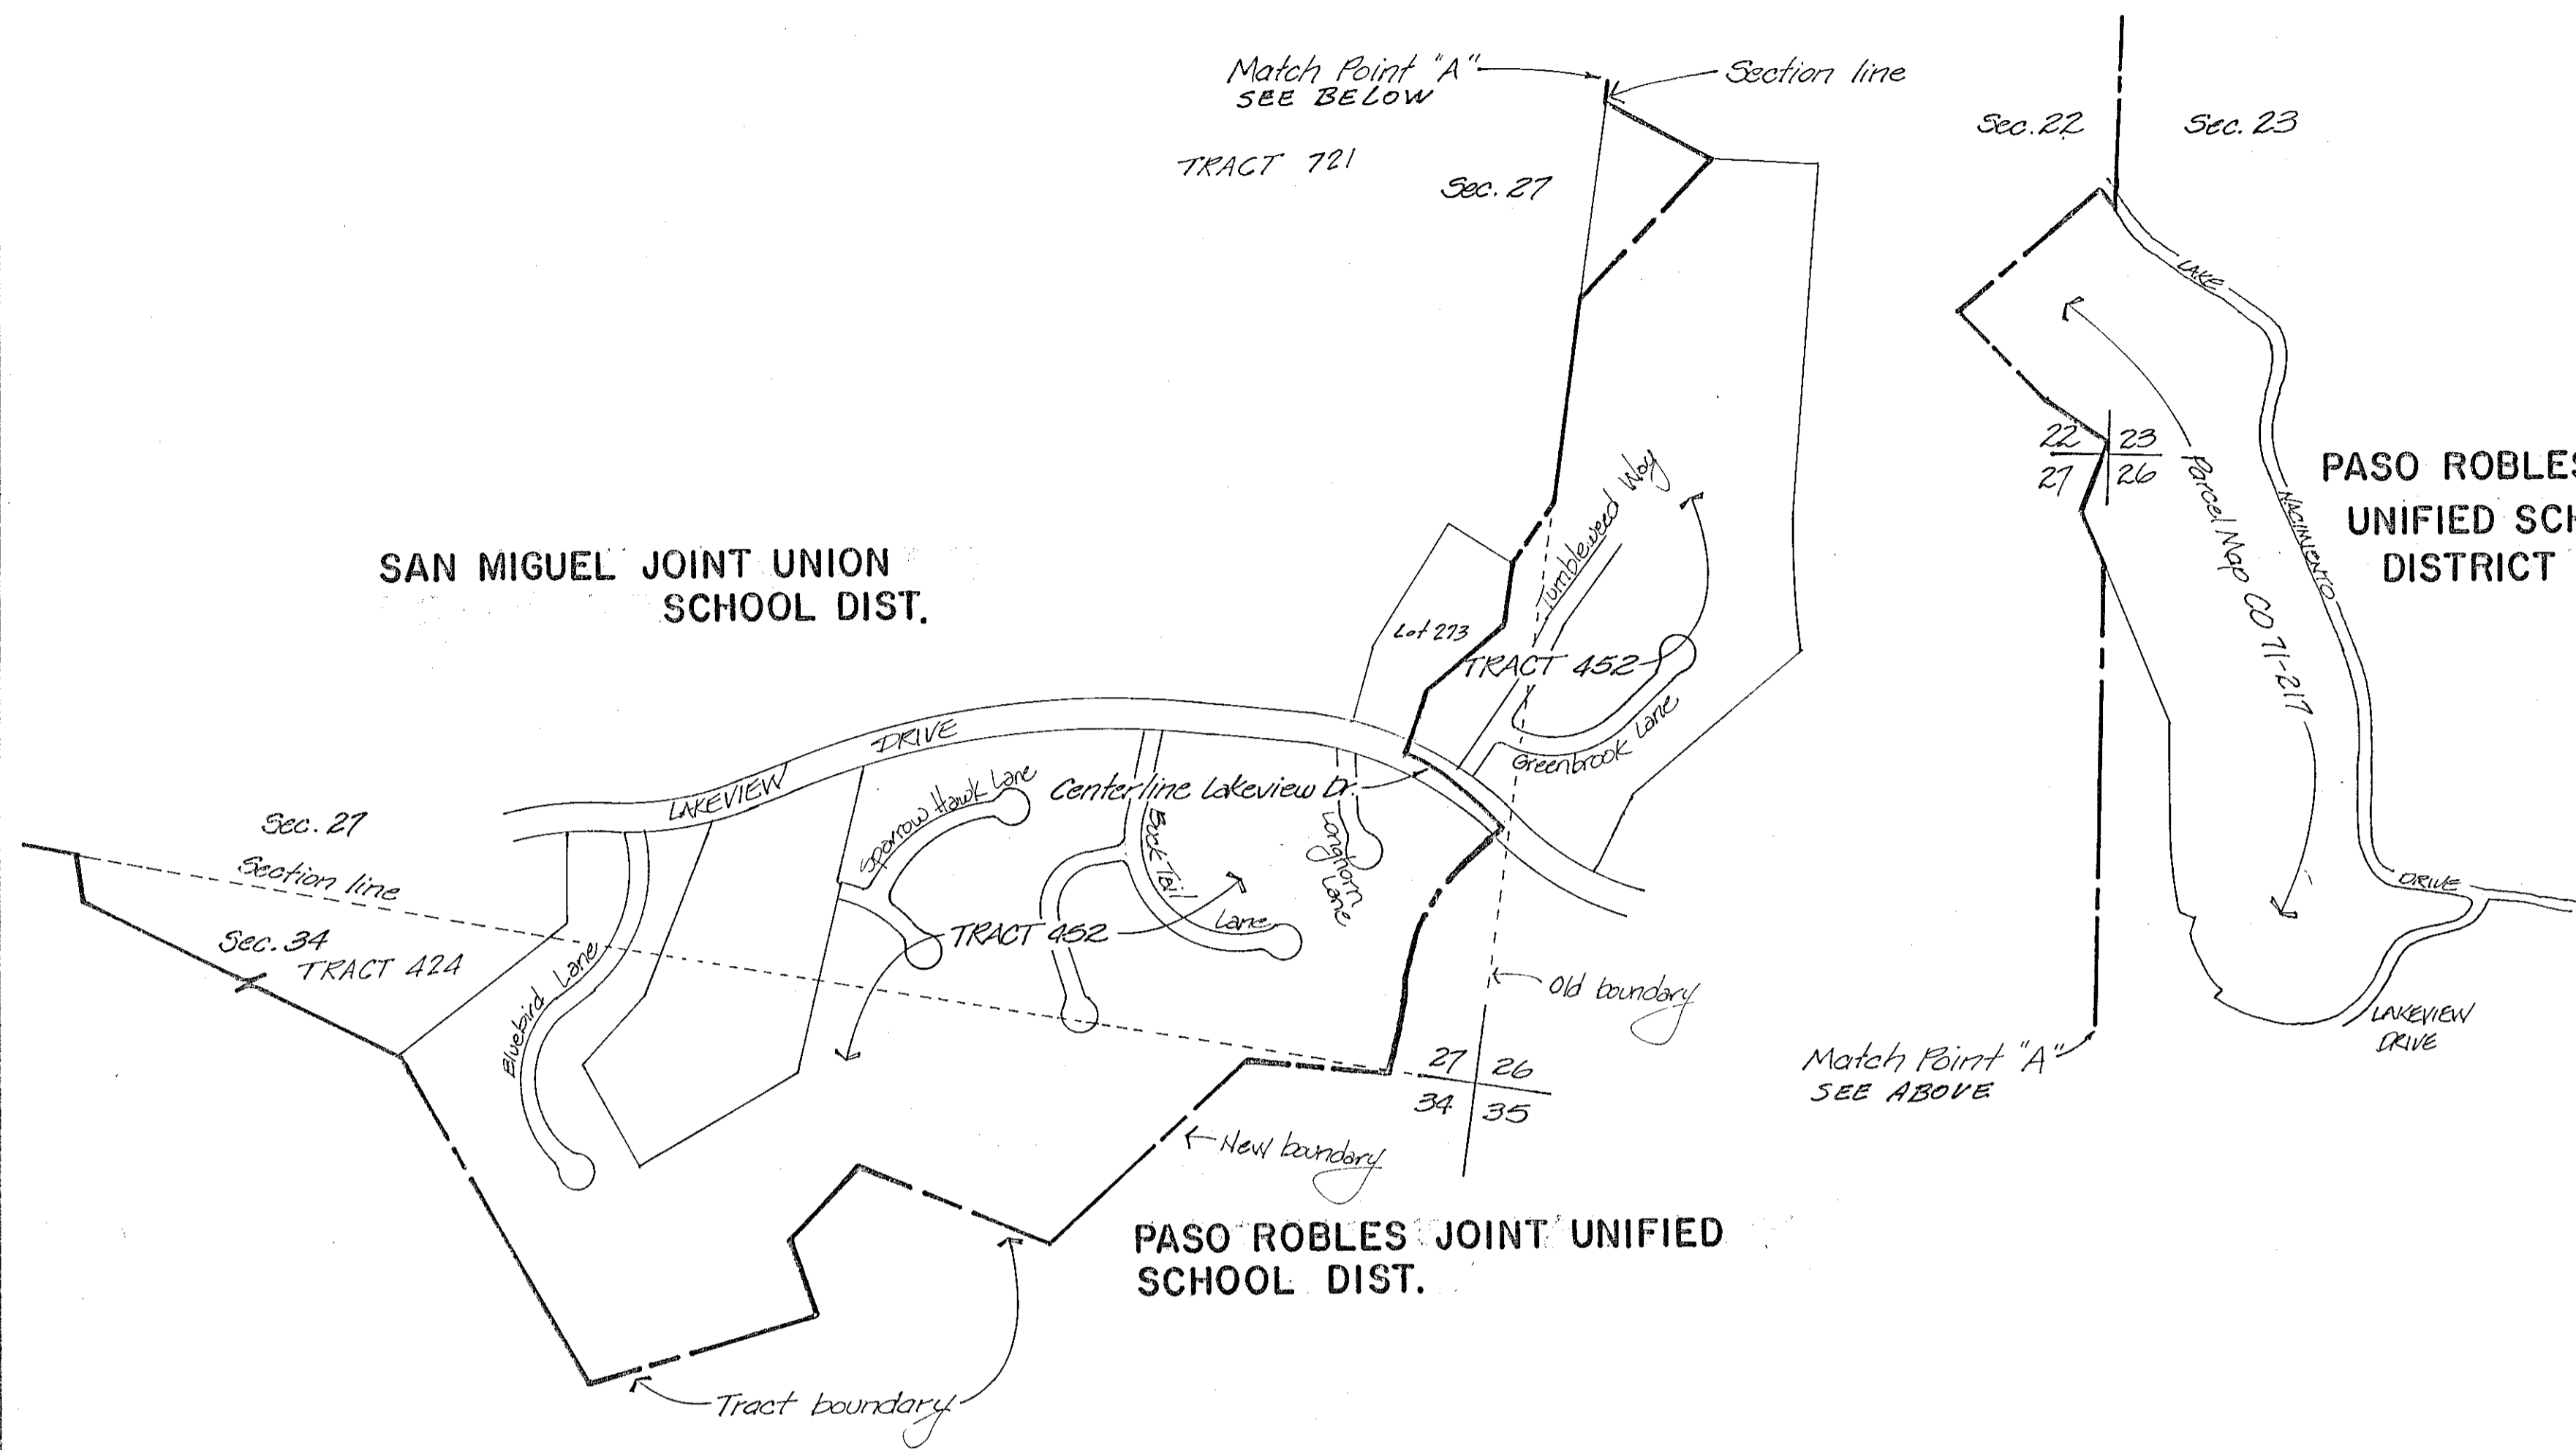 Match Point "A"
SEE BELOW
Section line
TRACT 721
Sec. 27
Sec. 22
Sec. 23
LAKE
NACIMIENTO
DRIVE
22 23
27 26
PASO ROBLES
UNIFIED SCH
DISTRICT
Parcel Map CO 71-217
SAN MIGUEL JOINT UNION
SCHOOL DIST.
Tumbleweed Way
Lot 273
TRACT 452
Greenbrook Lane
LAKEVIEW DRIVE
Centerline Lakeview Dr.
Sparrow Hawk Lane
Buck Tail Lane
Longhorn
Lane
Sec. 27
Section line
Sec. 34
TRACT 424
TRACT 452
Bluebird Lane
Old boundary
27 26
34 35
New boundary
Match Point "A"
SEE ABOVE
LAKEVIEW
DRIVE
PASO ROBLES JOINT UNIFIED
SCHOOL DIST.
Tract boundary